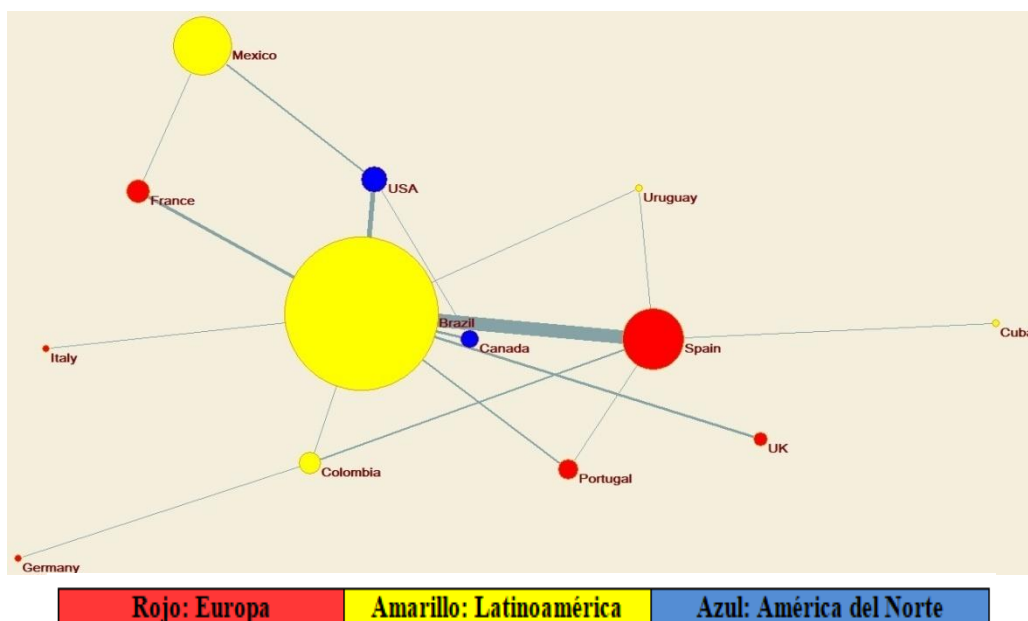 Mexico
USA
France
Uruguay
Brazil
Cuba
Canada
Spain
Italy
UK
Colombia
Portugal
Germany
Rojo: Europa
Amarillo: Latinoamérica
Azul: América del Norte